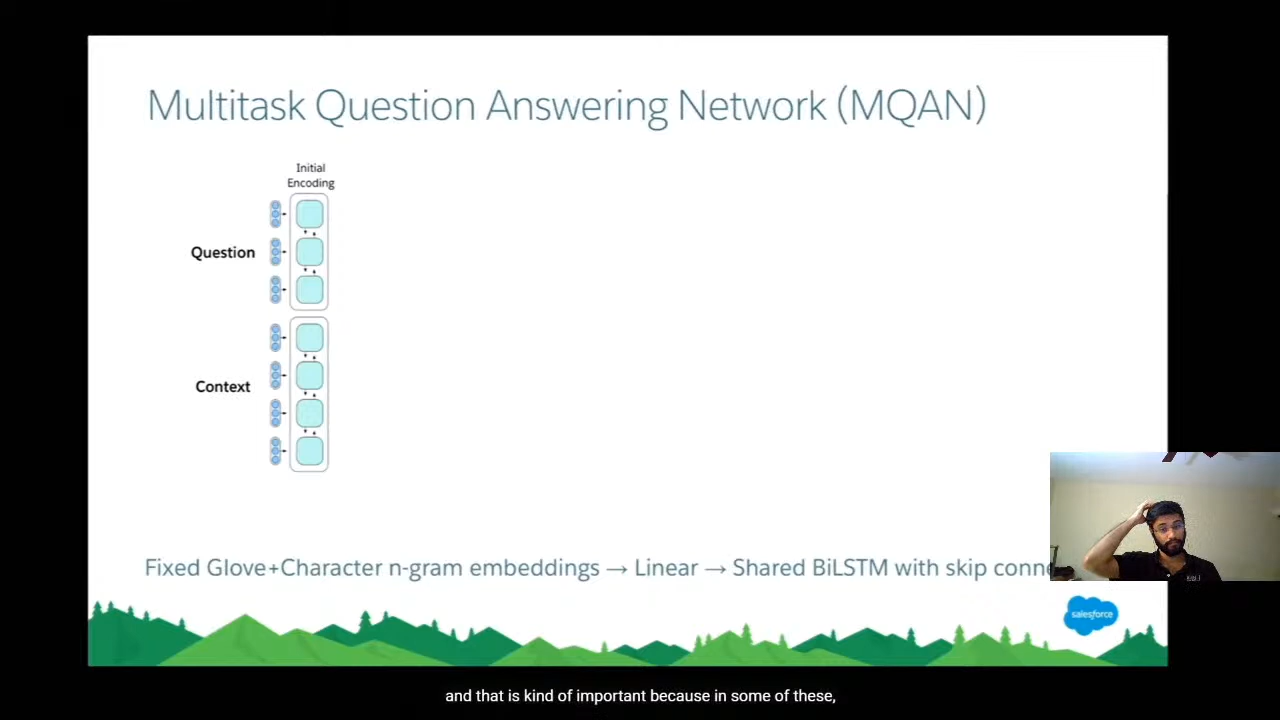 Multitask Question Answering Network (MQAN)
Initial
Encoding
Question
Context
Fixed Glove+Character n-gram embeddings → Linear → Shared BiLSTM with skip conne
salesforce
and that is kind of important because in some of these,